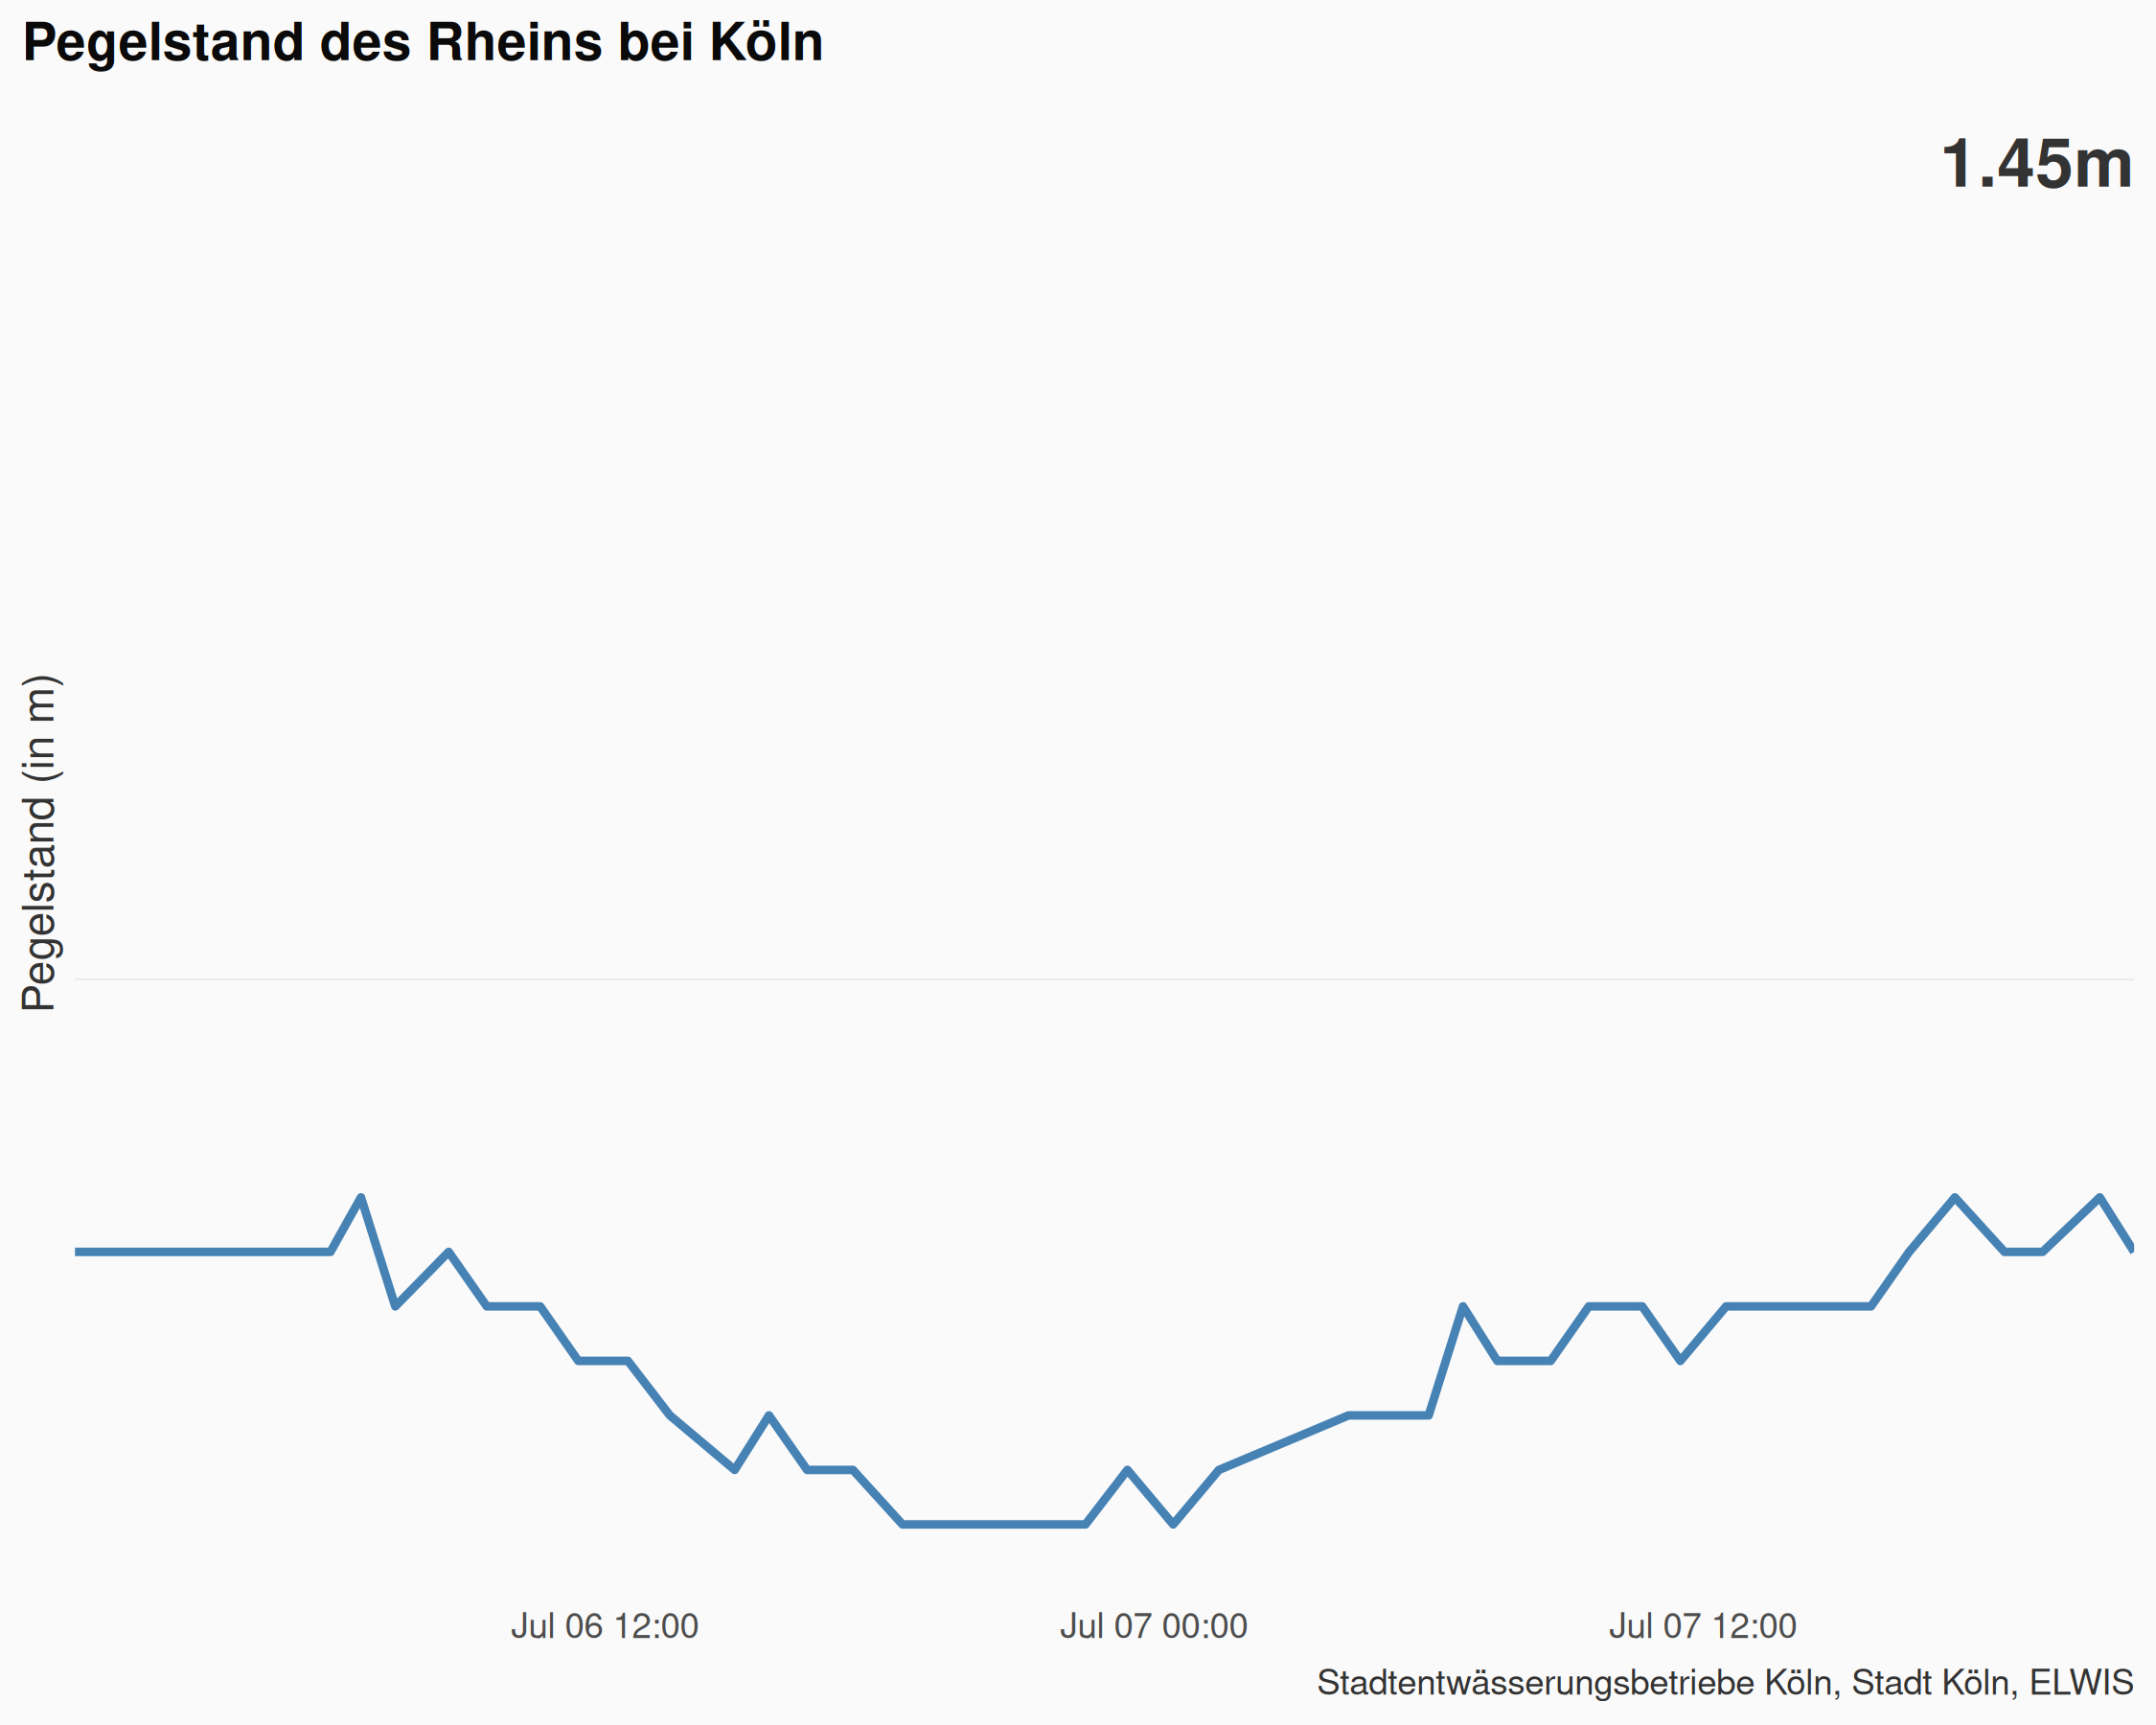 Pegelstand des Rheins bei Köln
1.45m
Pegelstand (in m)
Jul 06 12:00
Jul 07 00:00
Jul 07 12:00
Stadtentwässerungsbetriebe Köln, Stadt Köln, ELWIS